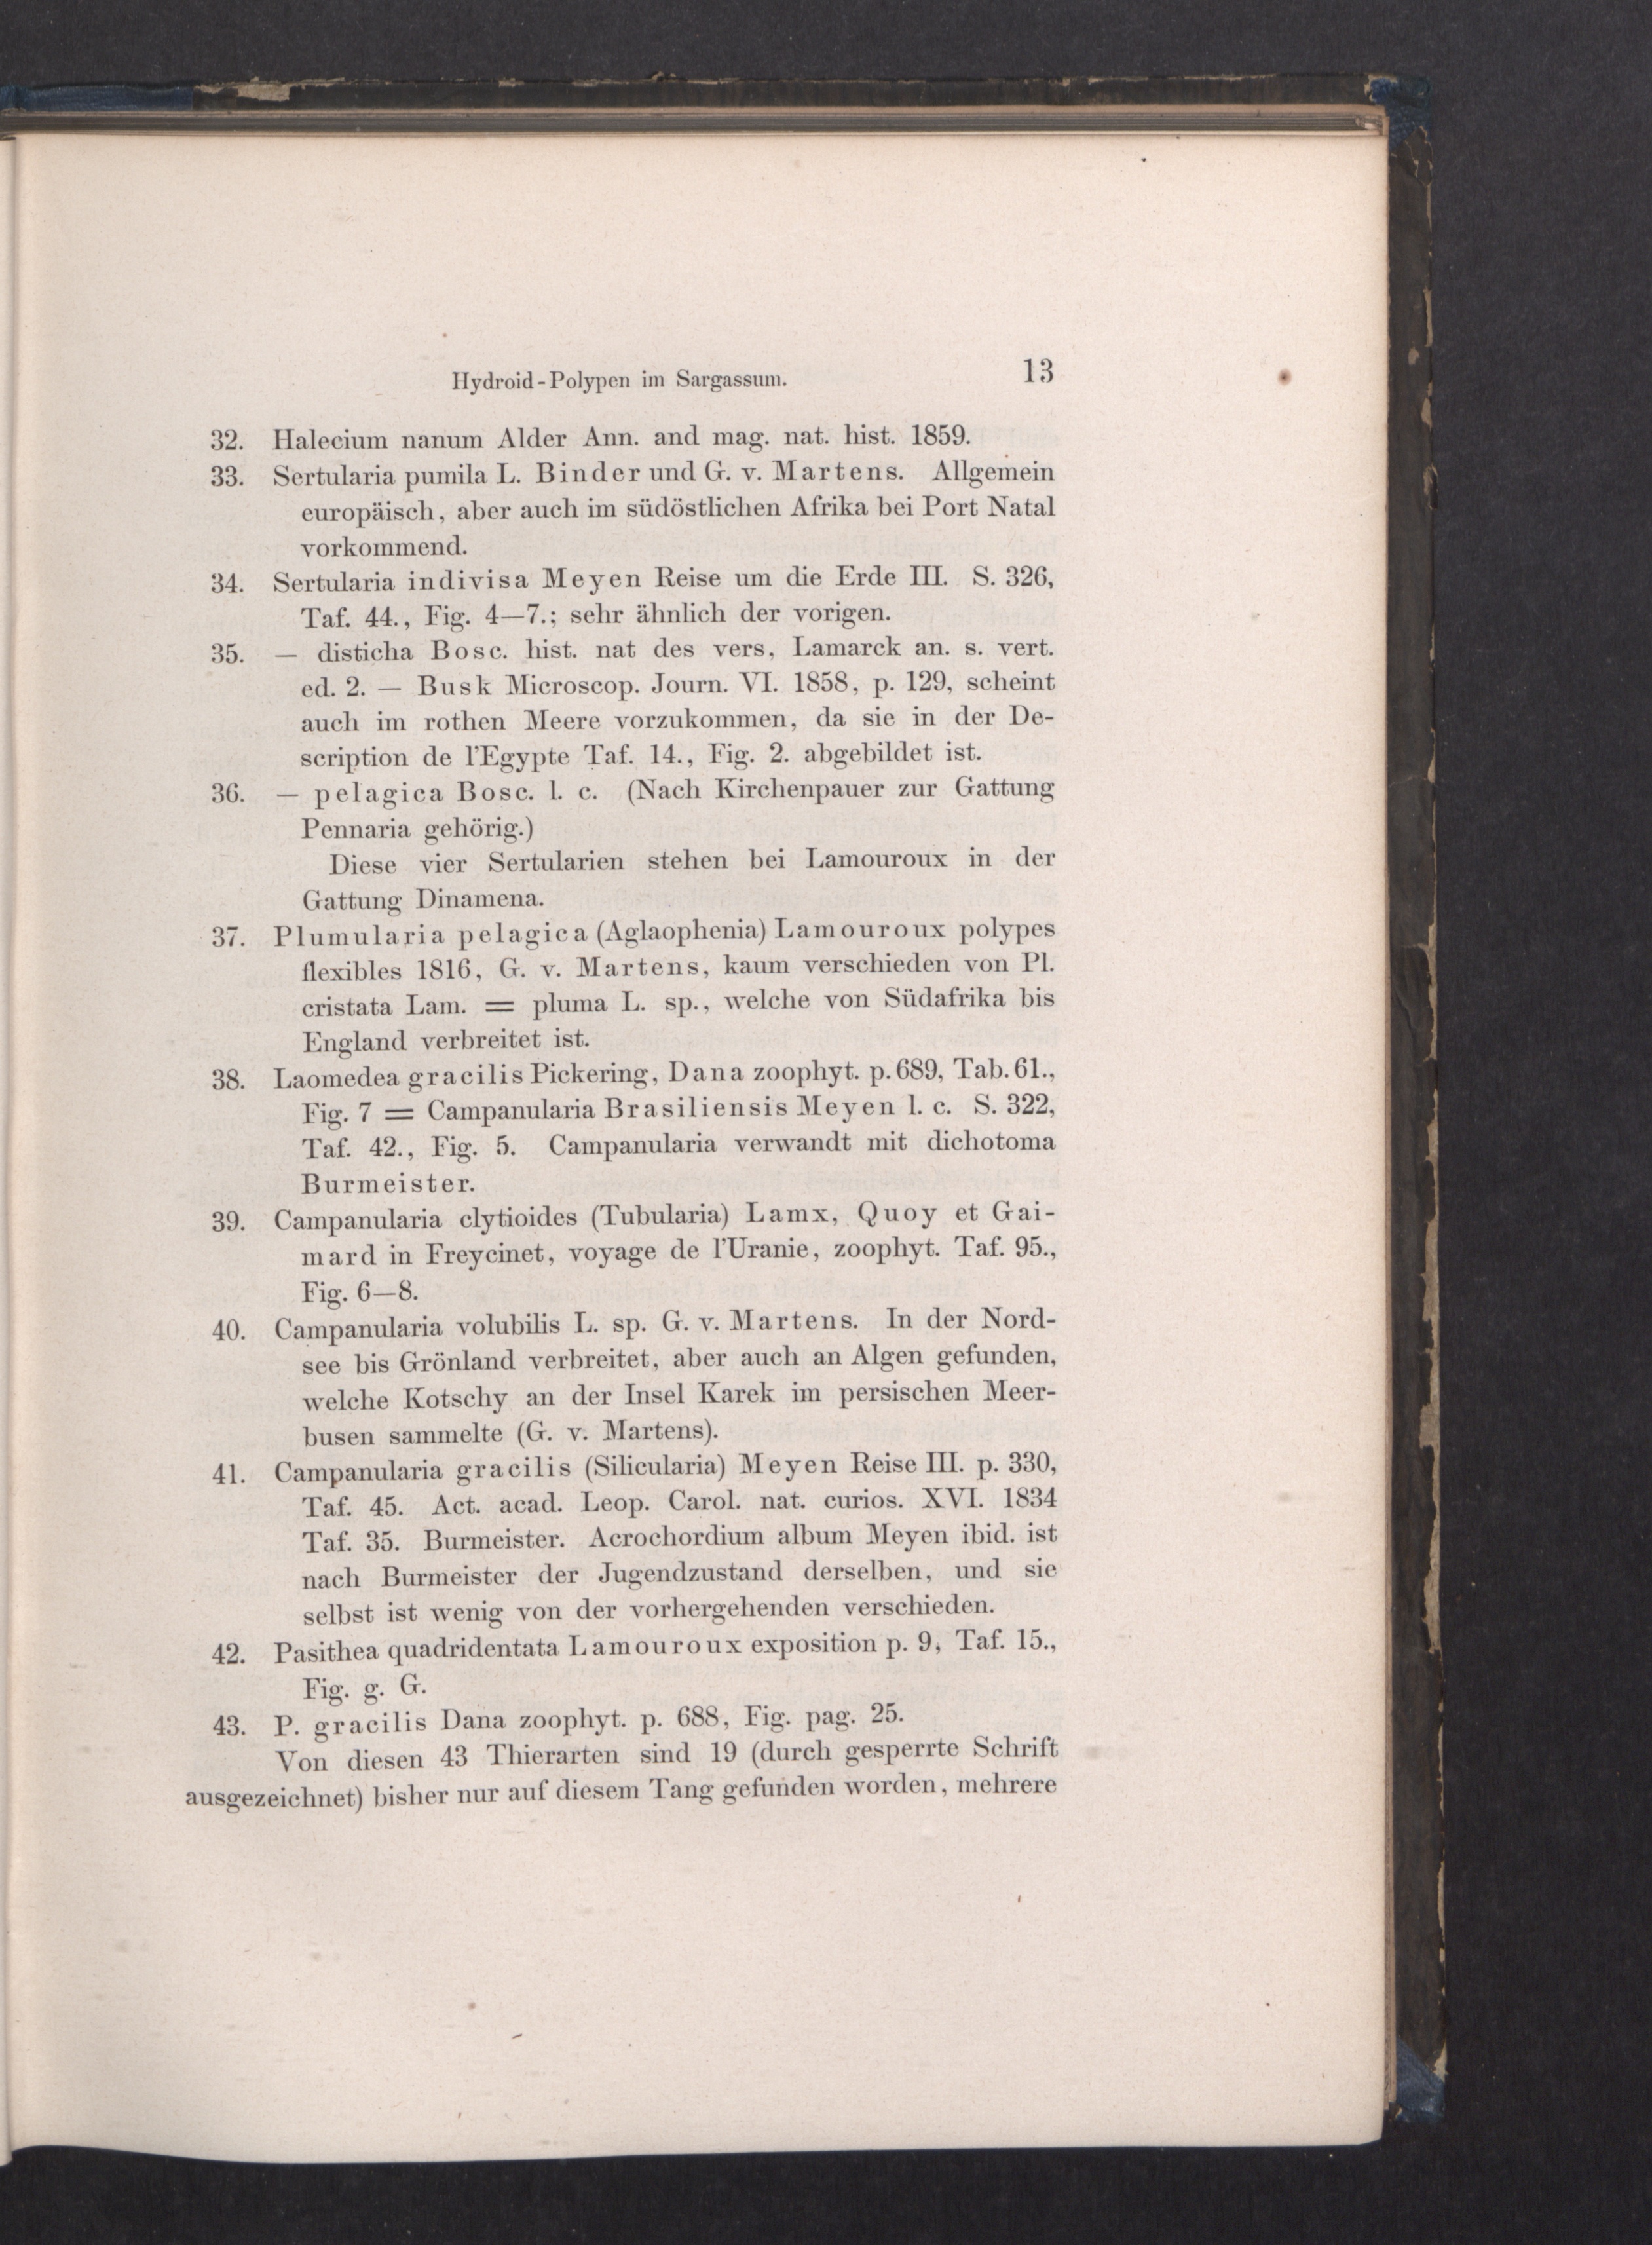 Hydroid-Polypen im Sargassum. 13
32. Halecium nanum Alder Ann. and mag. nat. hist. 1859.
33. Sertularia pumila L. Binder und G. v. Martens. Allgemein
europäisch, aber auch im südöstlichen Afrika bei Port Natal
vorkommend.
34. Sertularia indivisa Meyen Reise um die Erde III. S. 326,
Taf. 44., Fig. 4—7.; sehr ähnlich der vorigen.
35. — disticha Bosc. hist. nat des vers, Lamarck an. s. vert.
ed. 2. — Busk Microscop. Journ. VI. 1858, p. 129, scheint
auch im rothen Meere vorzukommen, da sie in der De-
scription de l'Egypte Taf. 14., Fig. 2. abgebildet ist.
36. — pelagica Bosc. l. c. (Nach Kirchenpauer zur Gattung
Pennaria gehörig.)
Diese vier Sertularien stehen bei Lamouroux in der
Gattung Dinamena.
37. Plumularia pelagica (Aglaophenia) Lamouroux polypes
flexibles 1816, G. v. Martens, kaum verschieden von Pl.
cristata Lam. = pluma L. sp., welche von Südafrika bis
England verbreitet ist.
38. Laomedea gracilis Pickering, Dana zoophyt. p. 689, Tab. 61.,
Fig. 7 = Campanularia Brasiliensis Meyen l. c. S. 322,
Taf. 42., Fig. 5. Campanularia verwandt mit dichotoma
Burmeister.
39. Campanularia clytioides (Tubularia) Lamx, Quoy et Gai-
mard in Freycinet, voyage de l'Uranie, zoophyt. Taf. 95.,
Fig. 6—8.
40. Campanularia volubilis L. sp. G. v. Martens. In der Nord-
see bis Grönland verbreitet, aber auch an Algen gefunden,
welche Kotschy an der Insel Karek im persischen Meer-
busen sammelte (G. v. Martens).
41. Campanularia gracilis (Silicularia) Meyen Reise III. p. 330,
Taf. 45. Act. acad. Leop. Carol. nat. curios. XVI. 1834
Taf. 35. Burmeister. Acrochordium album Meyen ibid. ist
nach Burmeister der Jugendzustand derselben, und sie
selbst ist wenig von der vorhergehenden verschieden.
42. Pasithea quadridentata Lamouroux exposition p. 9, Taf. 15.,
Fig. g. G.
43. P. gracilis Dana zoophyt. p. 688, Fig. pag. 25.
Von diesen 43 Thierarten sind 19 (durch gesperrte Schrift
ausgezeichnet) bisher nur auf diesem Tang gefunden worden, mehrere